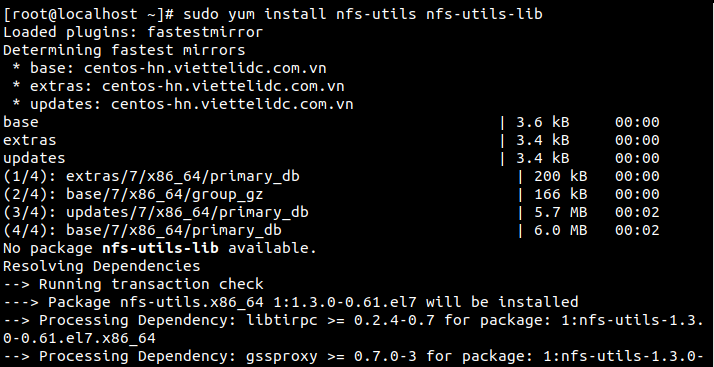 [root@localhost ~]# sudo yum install nfs-utils nfs-utils-lib
Loaded plugins: fastestmirror
Determining fastest mirrors
 * base: centos-hn.viettelidc.com.vn
 * extras: centos-hn.viettelidc.com.vn
 * updates: centos-hn.viettelidc.com.vn
base                                                   | 3.6 kB     00:00
extras                                                 | 3.4 kB     00:00
updates                                                | 3.4 kB     00:00
(1/4): extras/7/x86_64/primary_db                        | 200 kB   00:00
(2/4): base/7/x86_64/group_gz                            | 166 kB   00:00
(3/4): updates/7/x86_64/primary_db                       | 5.7 MB   00:02
(4/4): base/7/x86_64/primary_db                          | 6.0 MB   00:02
No package nfs-utils-lib available.
Resolving Dependencies
--> Running transaction check
---> Package nfs-utils.x86_64 1:1.3.0-0.61.el7 will be installed
--> Processing Dependency: libtirpc >= 0.2.4-0.7 for package: 1:nfs-utils-1.3.
0-0.61.el7.x86_64
--> Processing Dependency: gssproxy >= 0.7.0-3 for package: 1:nfs-utils-1.3.0-